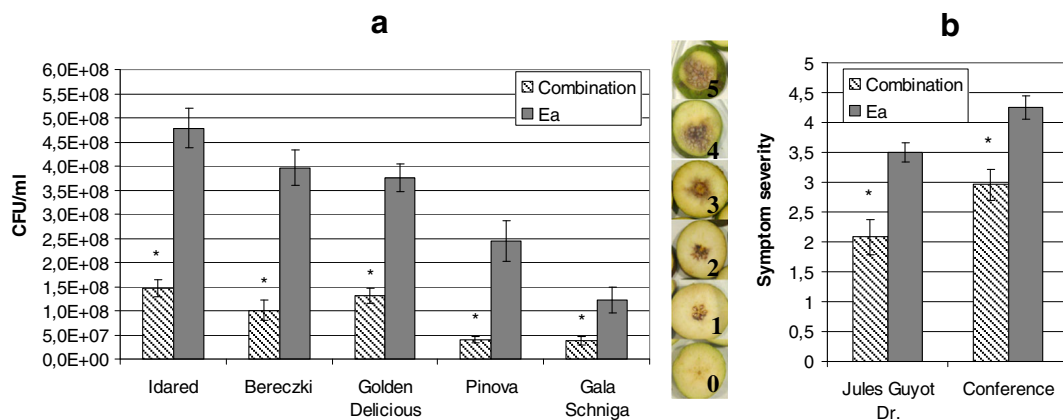 a
CFU/ml
6,0E+08
5,5E+08
5,0E+08
4,5E+08
4,0E+08
3,5E+08
3,0E+08
2,5E+08
2,0E+08
1,5E+08
1,0E+08
5,0E+07
0,0E+00
Combination
Ea
* * * * *
Idared Bereczki Golden Delicious Pinova Gala Schniga
5
4
3
2
1
0
b
Symptom severity
5
4,5
4
3,5
3
2,5
2
1,5
1
0,5
0
Combination
Ea
* *
Jules Guyot Dr. Conference